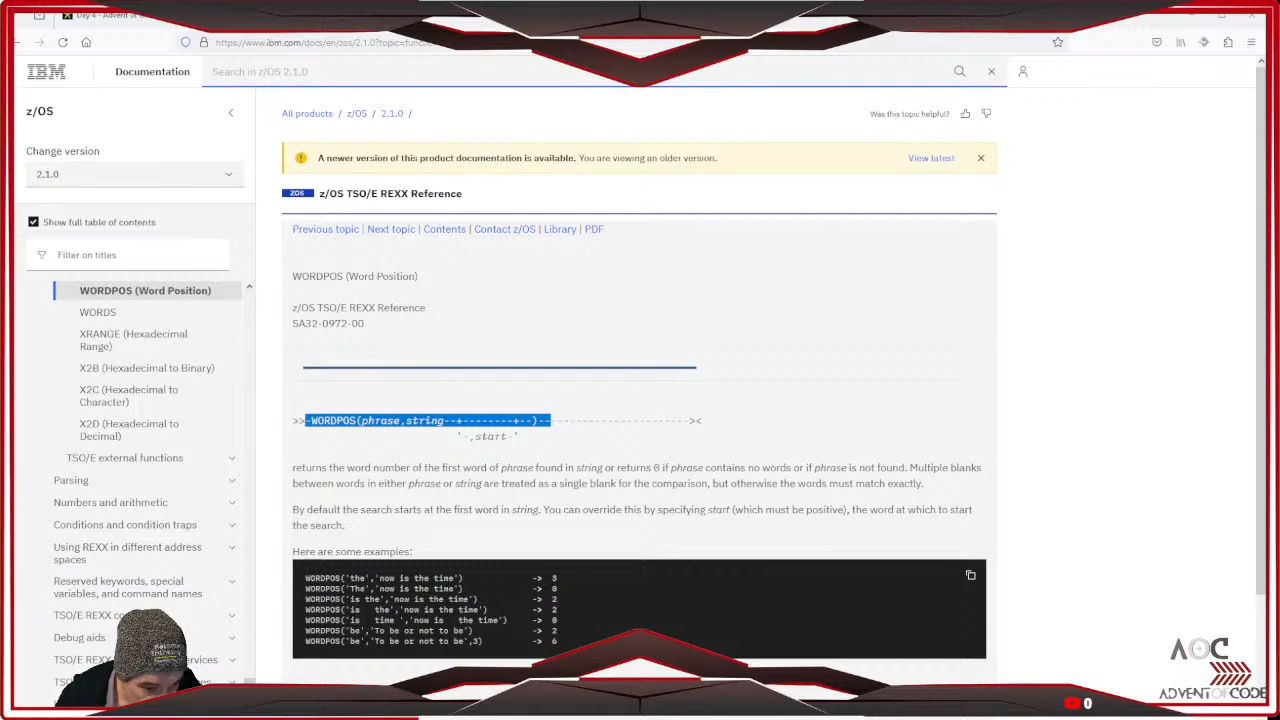 Day 4 - Advent of
https://www.ibm.com/docs/en/zos/2.1.0?topic=func
IBM
Documentation
Search in z/OS 2.1.0
z/OS
Change version
2.1.0
Show full table of contents
Filter on titles
WORDPOS (Word Position)
WORDS
XRANGE (Hexadecimal
Range)
X2B (Hexadecimal to Binary)
X2C (Hexadecimal to
Character)
X2D (Hexadecimal to
Decimal)
TSO/E external functions
Parsing
Numbers and arithmetic
Conditions and condition traps
Using REXX in different address
spaces
Reserved keywords, special
variables, and command names
TSO/E REXX
Debug aids
TSO/E REX
All products / z/OS / 2.1.0 /
Was this topic helpful?
A newer version of this product documentation is available. You are viewing an older version.
View latest
ZOS z/OS TSO/E REXX Reference
Previous topic | Next topic | Contents | Contact z/OS | Library | PDF
WORDPOS (Word Position)
z/OS TSO/E REXX Reference
SA32-0972-00
>>-WORDPOS(phrase,string--+--------+--)-----------------------><
'-,start-'
returns the word number of the first word of phrase found in string or returns 0 if phrase contains no words or if phrase is not found. Multiple blanks
between words in either phrase or string are treated as a single blank for the comparison, but otherwise the words must match exactly.
By default the search starts at the first word in string. You can override this by specifying start (which must be positive), the word at which to start
the search.
Here are some examples:
WORDPOS('the','now is the time') -> 3
WORDPOS('The','now is the time') -> 0
WORDPOS('is the','now is the time') -> 2
WORDPOS('is   the','now is the time') -> 2
WORDPOS('is   time ','now is   the time') -> 0
WORDPOS('be','To be or not to be') -> 2
WORDPOS('be','To be or not to be',3) -> 6
AOC
ADVENT OF CODE
0